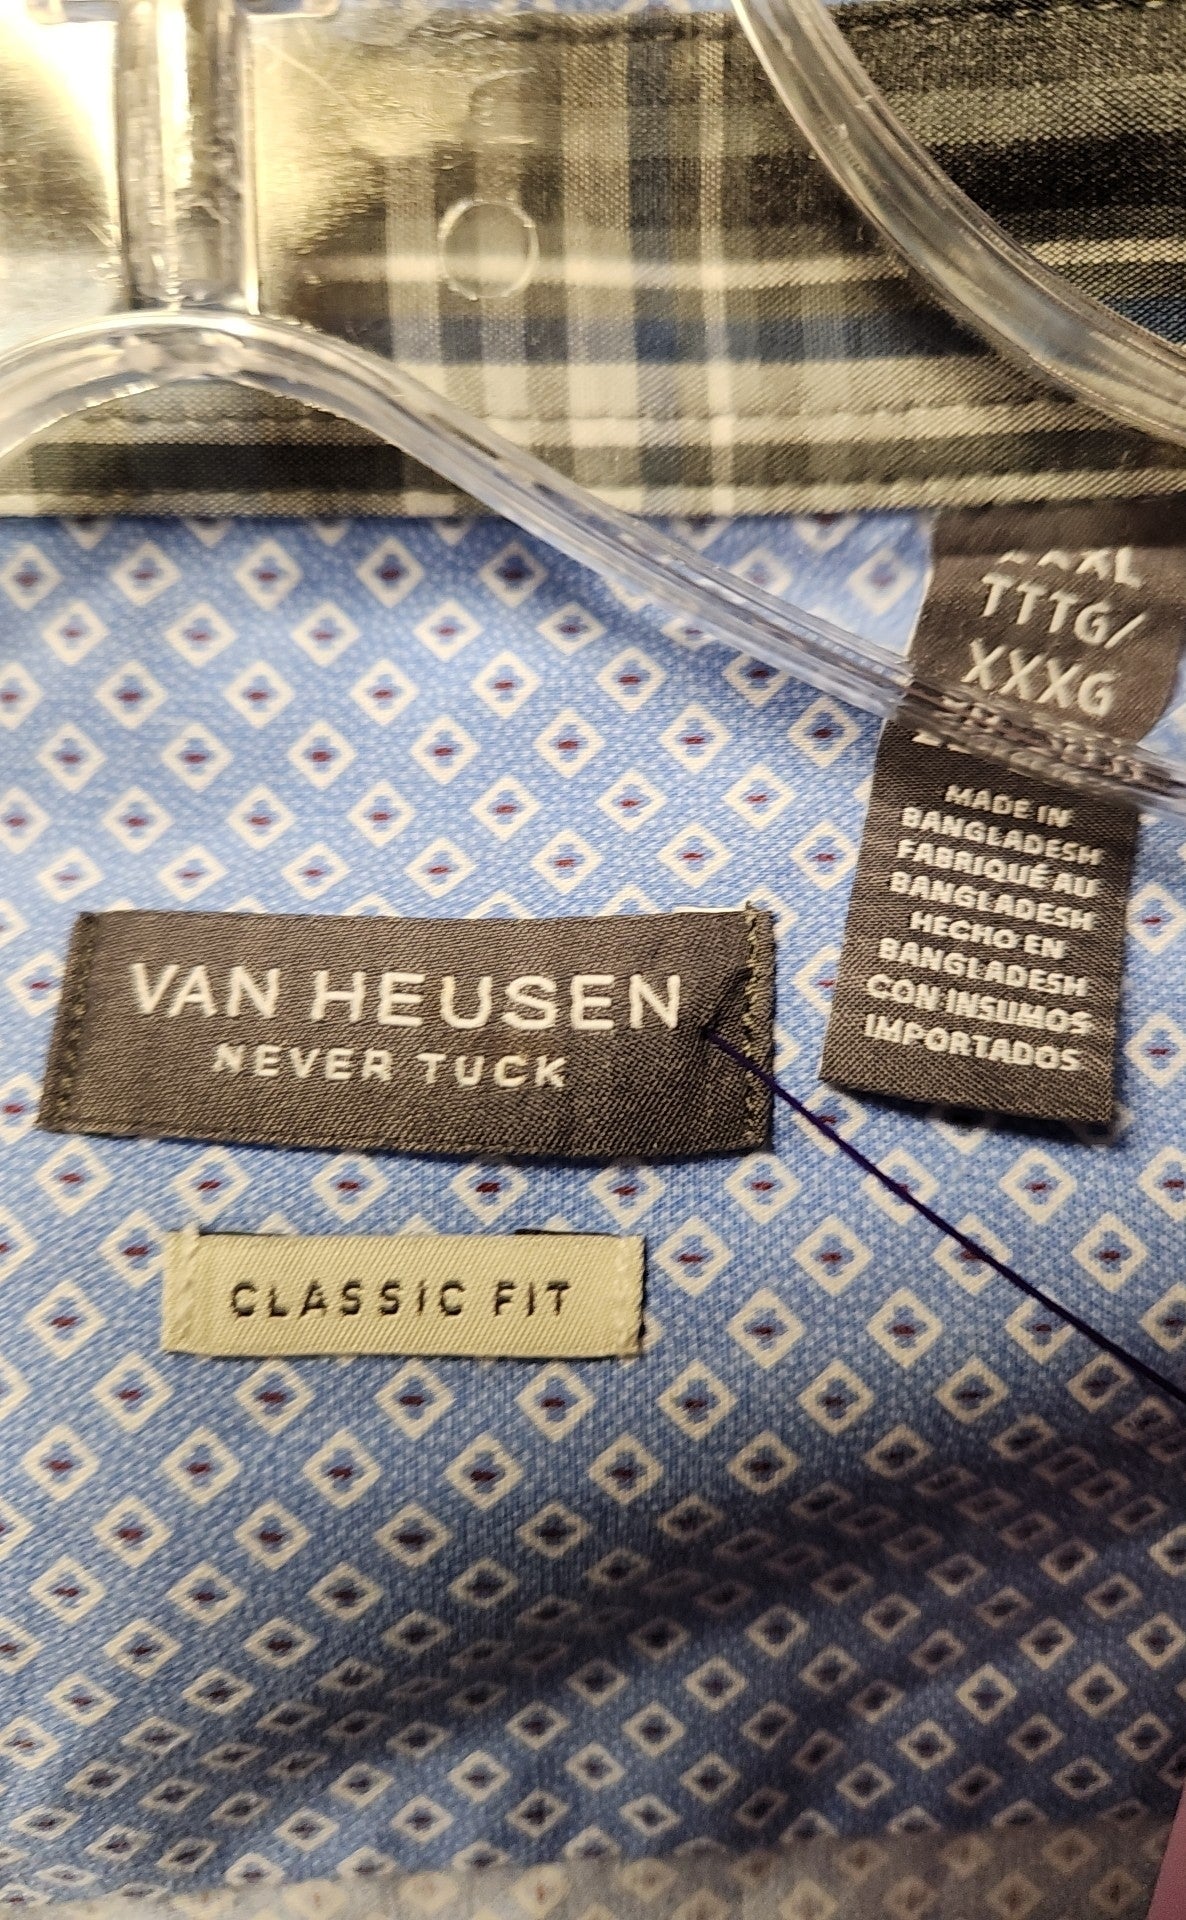 VAN HEUSEN
NEVER TUCK
CLASSIC FIT
TTTG/
XXXG
MADE IN
BANGLADESH
FABRIQUÉ AU
BANGLADESH
HECHO EN
BANGLADESH
CON INSUMOS
IMPORTADOS